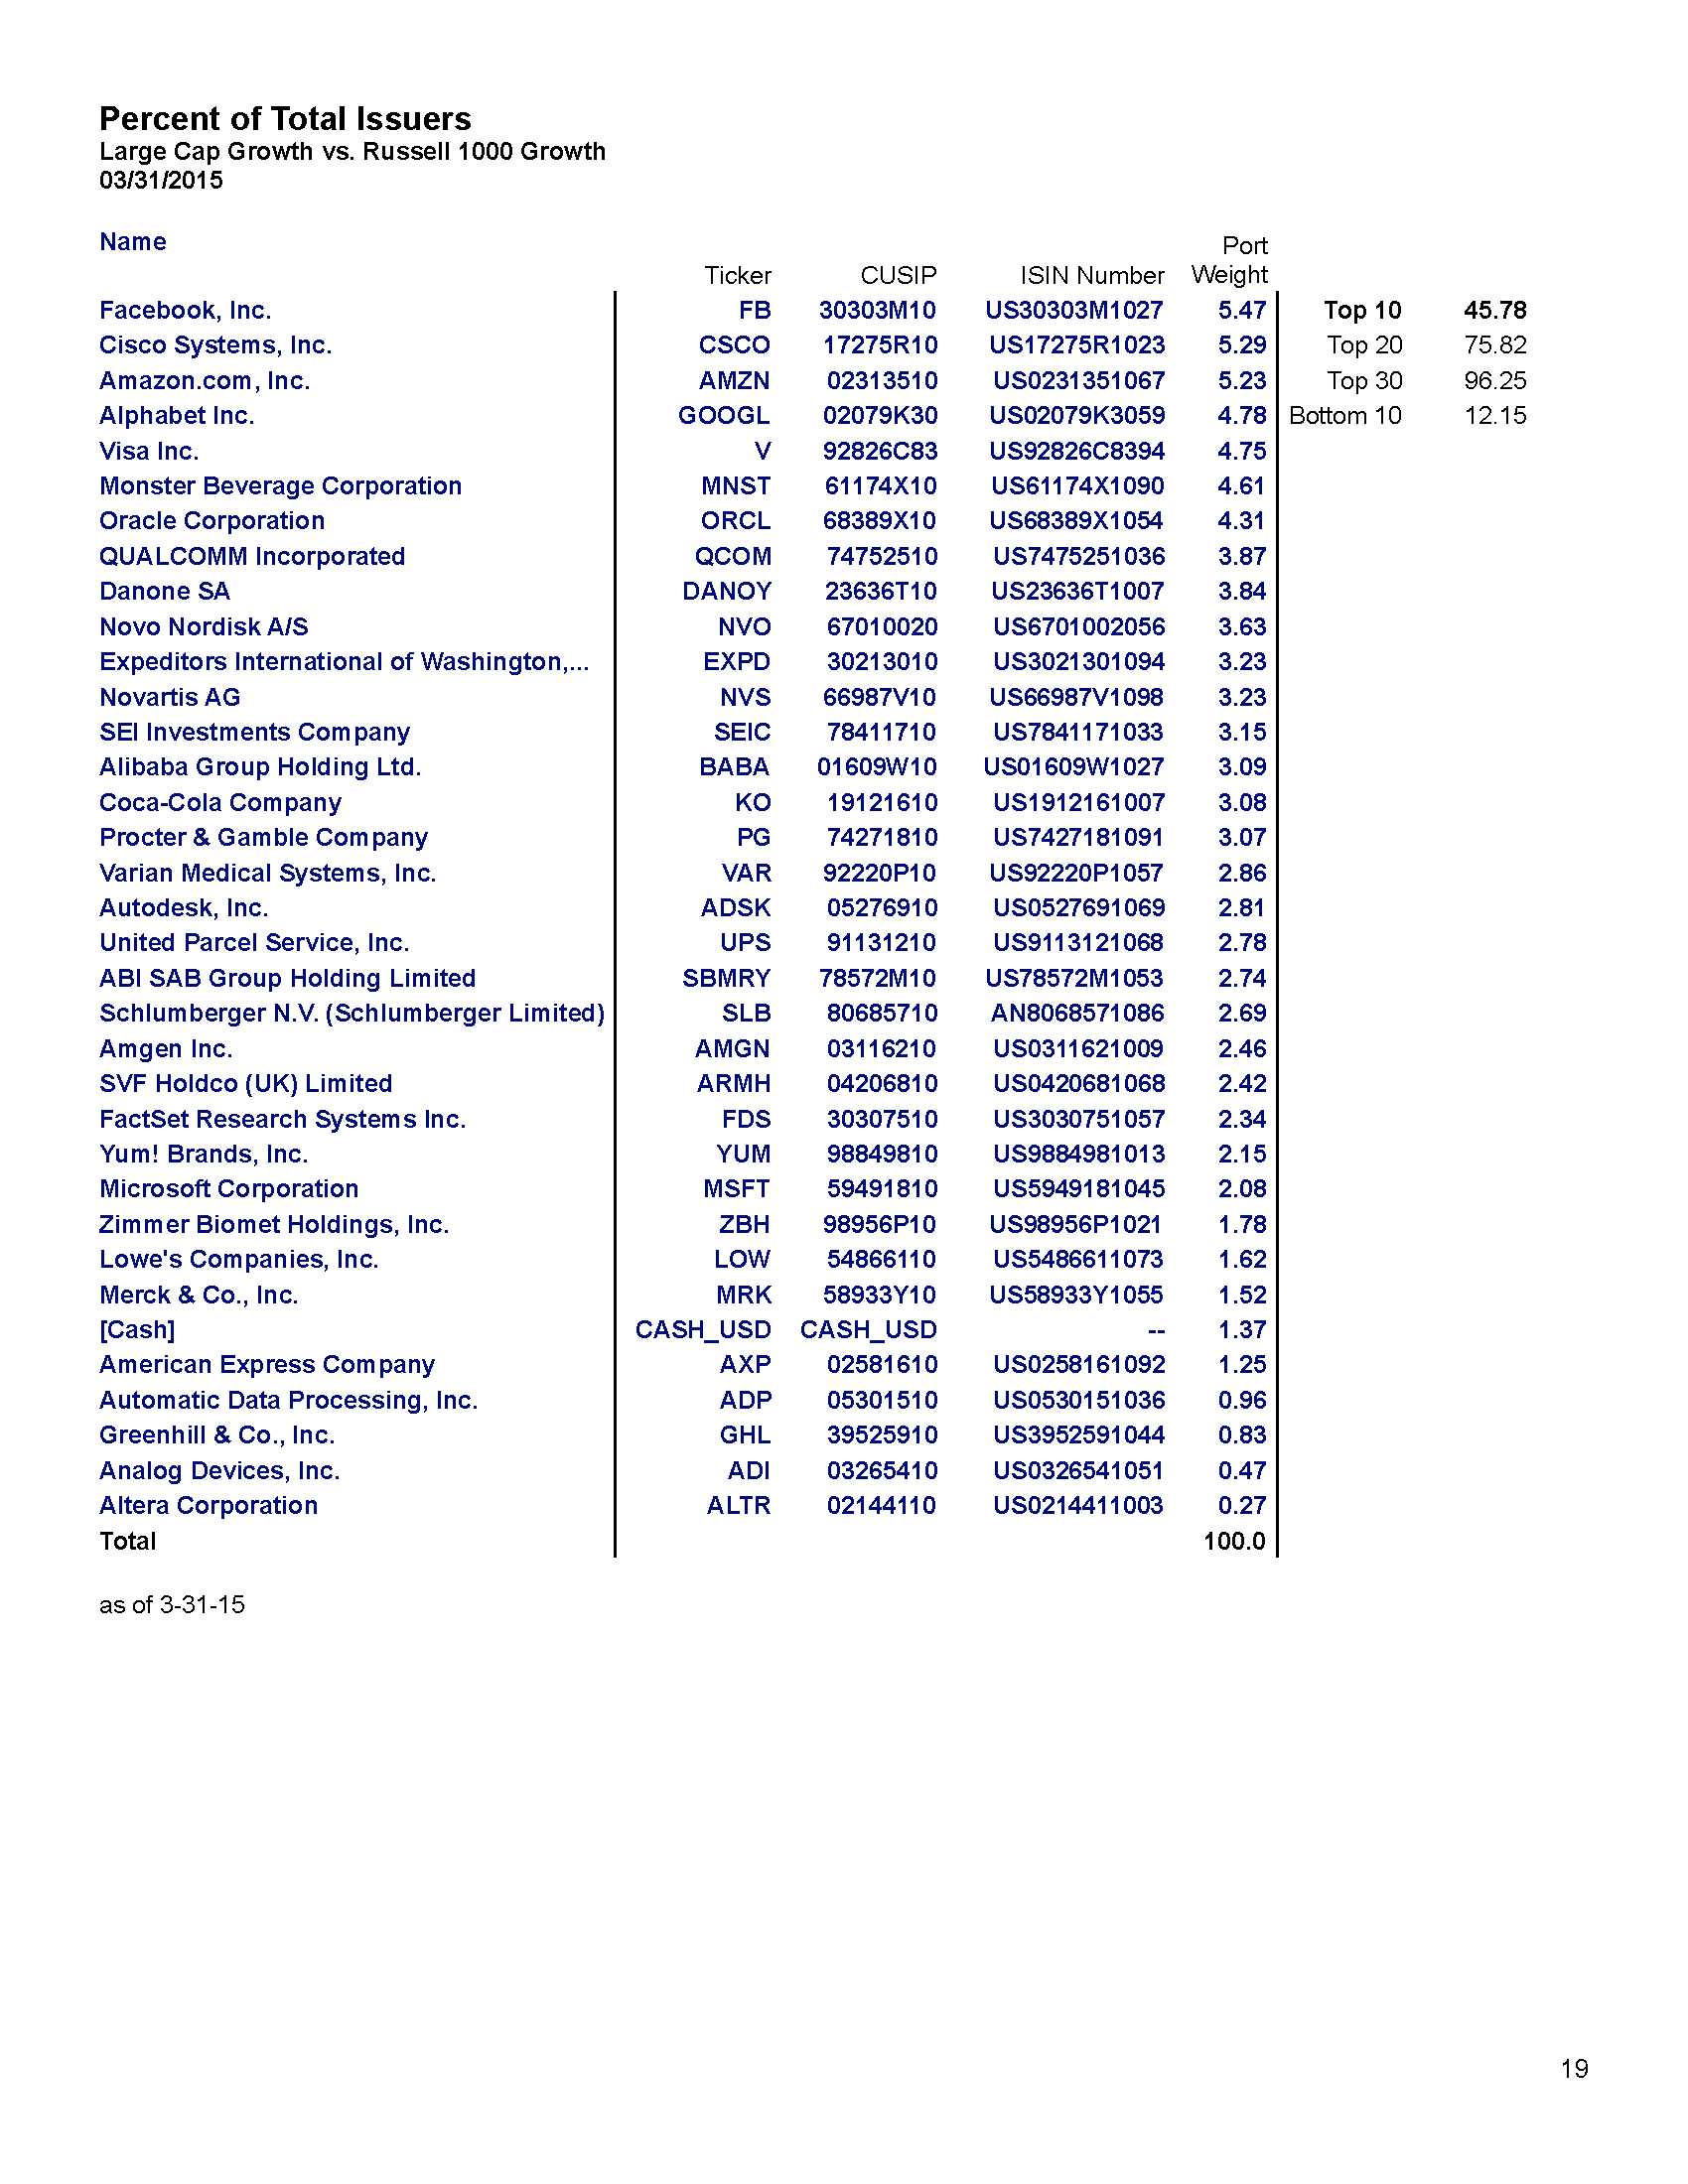 Percent of Total Issuers
Large Cap Growth vs. Russell 1000 Growth
03/31/2015
Name Ticker CUSIP ISIN Number Port Weight
Facebook, Inc. FB 30303M10 US30303M1027 5.47 Top 10 45.78
Cisco Systems, Inc. CSCO 17275R10 US17275R1023 5.29 Top 20 75.82
Amazon.com, Inc. AMZN 02313510 US0231351067 5.23 Top 30 96.25
Alphabet Inc. GOOGL 02079K30 US02079K3059 4.78 Bottom 10 12.15
Visa Inc. V 92826C83 US92826C8394 4.75
Monster Beverage Corporation MNST 61174X10 US61174X1090 4.61
Oracle Corporation ORCL 68389X10 US68389X1054 4.31
QUALCOMM Incorporated QCOM 74752510 US7475251036 3.87
Danone SA DANOY 23636T10 US23636T1007 3.84
Novo Nordisk A/S NVO 67010020 US6701002056 3.63
Expeditors International of Washington,... EXPD 30213010 US3021301094 3.23
Novartis AG NVS 66987V10 US66987V1098 3.23
SEI Investments Company SEIC 78411710 US7841171033 3.15
Alibaba Group Holding Ltd. BABA 01609W10 US01609W1027 3.09
Coca-Cola Company KO 19121610 US1912161007 3.08
Procter & Gamble Company PG 74271810 US7427181091 3.07
Varian Medical Systems, Inc. VAR 92220P10 US92220P1057 2.86
Autodesk, Inc. ADSK 05276910 US0527691069 2.81
United Parcel Service, Inc. UPS 91131210 US9113121068 2.78
ABI SAB Group Holding Limited SBMRY 78572M10 US78572M1053 2.74
Schlumberger N.V. (Schlumberger Limited) SLB 80685710 AN8068571086 2.69
Amgen Inc. AMGN 03116210 US0311621009 2.46
SVF Holdco (UK) Limited ARMH 04206810 US0420681068 2.42
FactSet Research Systems Inc. FDS 30307510 US3030751057 2.34
Yum! Brands, Inc. YUM 98849810 US9884981013 2.15
Microsoft Corporation MSFT 59491810 US5949181045 2.08
Zimmer Biomet Holdings, Inc. ZBH 98956P10 US98956P1021 1.78
Lowe's Companies, Inc. LOW 54866110 US5486611073 1.62
Merck & Co., Inc. MRK 58933Y10 US58933Y1055 1.52
[Cash] CASH_USD CASH_USD -- 1.37
American Express Company AXP 02581610 US0258161092 1.25
Automatic Data Processing, Inc. ADP 05301510 US0530151036 0.96
Greenhill & Co., Inc. GHL 39525910 US3952591044 0.83
Analog Devices, Inc. ADI 03265410 US0326541051 0.47
Altera Corporation ALTR 02144110 US0214411003 0.27
Total 100.0
as of 3-31-15
19